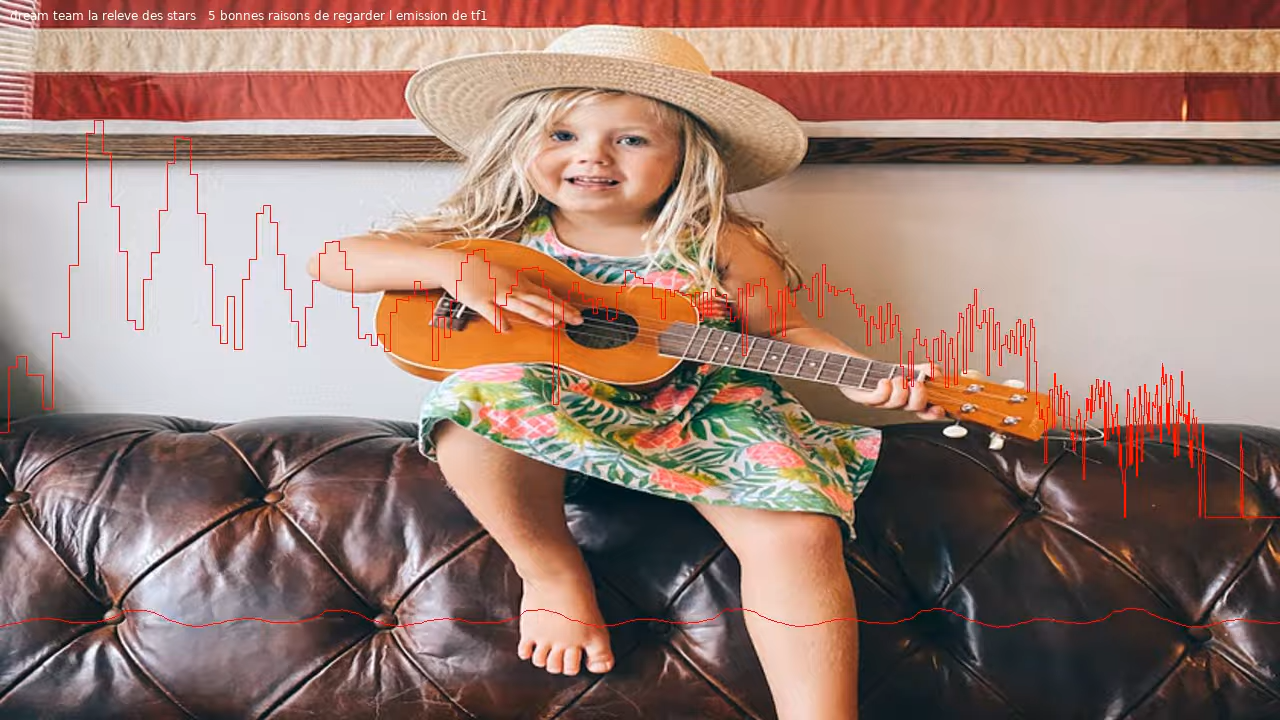 dream team la releve des stars   5 bonnes raisons de regarder l emission de tf1